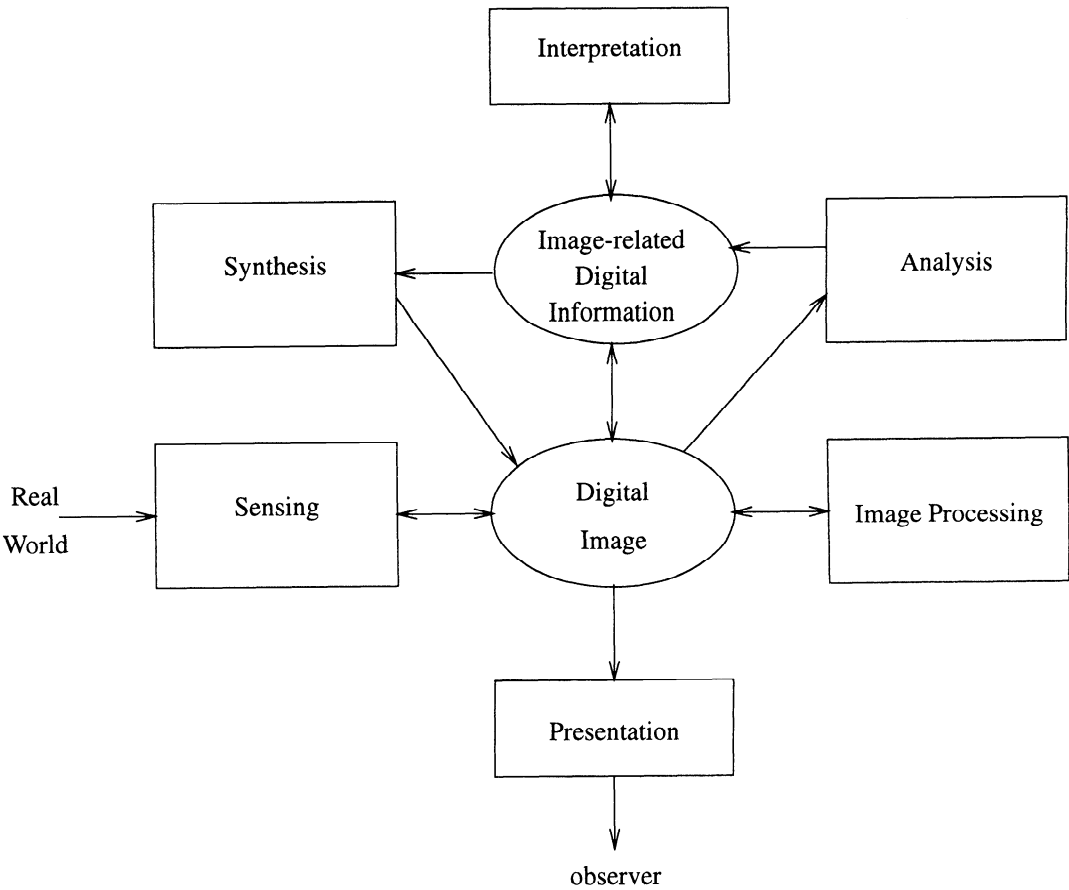 Interpretation
Synthesis
Image-related
Digital
Information
Analysis
Real
World
Sensing
Digital
Image
Image Processing
Presentation
observer